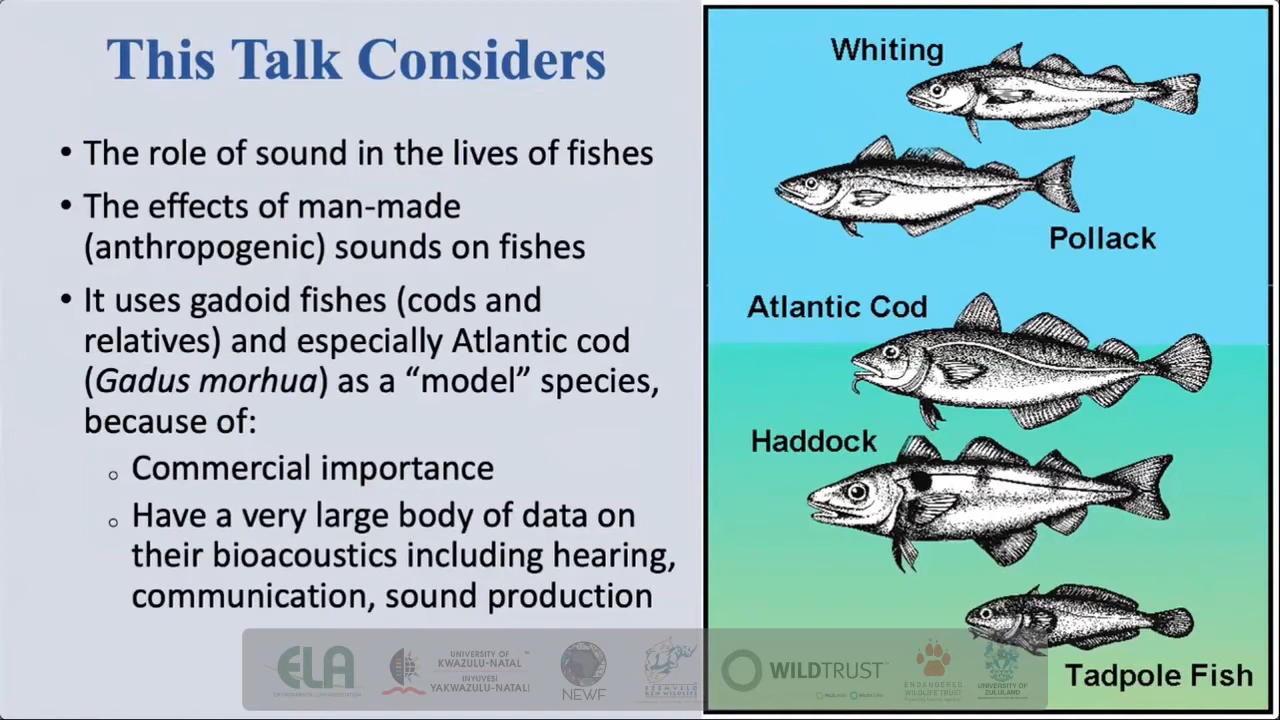 This Talk Considers
• The role of sound in the lives of fishes
• The effects of man-made
(anthropogenic) sounds on fishes
• It uses gadoid fishes (cods and
relatives) and especially Atlantic cod
(Gadus morhua) as a “model” species,
because of:
○ Commercial importance
○ Have a very large body of data on
their bioacoustics including hearing,
communication, sound production
Whiting
Pollack
Atlantic Cod
Haddock
Tadpole Fish
ELA
UNIVERSITY OF
KWAZULU-NATAL
INYUVESI
YAKWAZULU-NATALI
NEWF
WILDTRUST
ENDANGERED
WILDLIFE TRUST
UNIVERSITY OF
ZULULAND